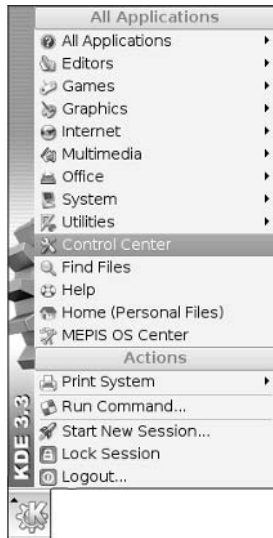 All Applications
All Applications
Editors
Games
Graphics
Internet
Multimedia
Office
System
Utilities
Control Center
Find Files
Help
Home (Personal Files)
MEPIS OS Center
Actions
Print System
Run Command...
Start New Session...
Lock Session
Logout...
KDE 3.3
K